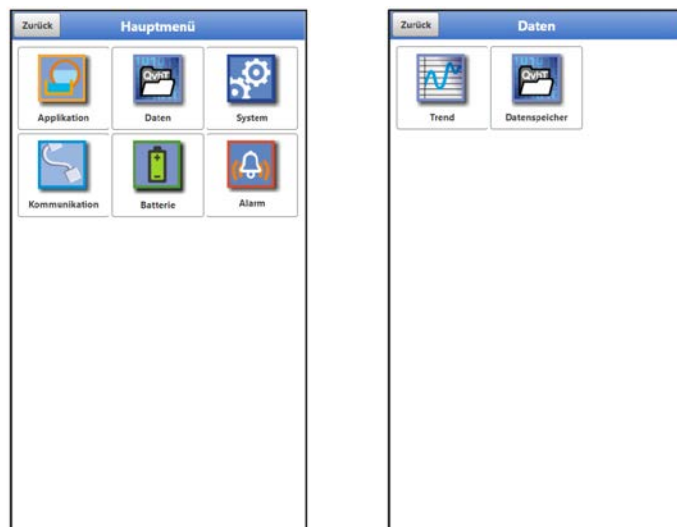 Zurück Hauptmenü
Applikation Daten System
Kommunikation Batterie Alarm
Zurück Daten
Trend Datenspeicher